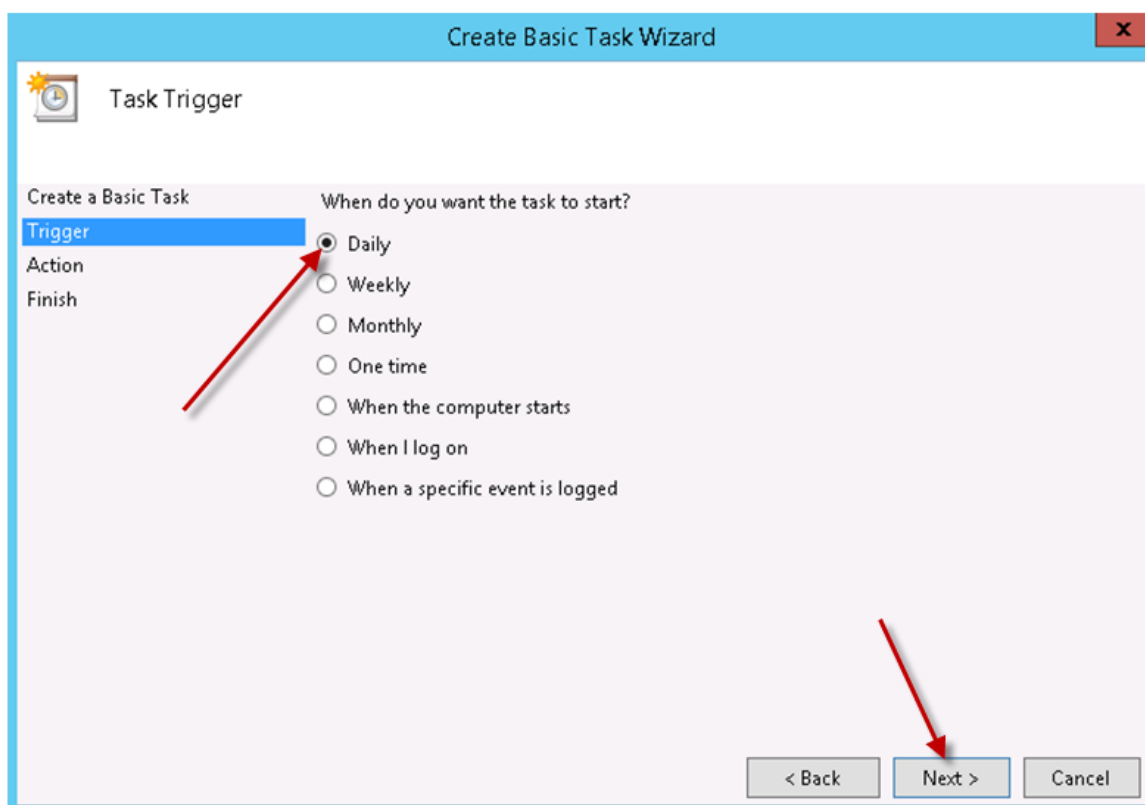 Create Basic Task Wizard
x
Task Trigger
Create a Basic Task
Trigger
Action
Finish
When do you want the task to start?
Daily
Weekly
Monthly
One time
When the computer starts
When I log on
When a specific event is logged
< Back
Next >
Cancel